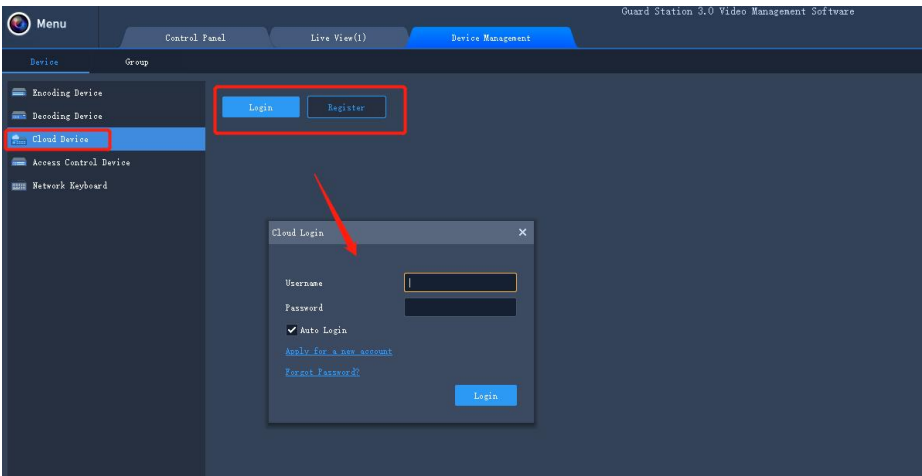 Guard Station 3.0 Video Management Software
Menu
Control Panel
Live View(1)
Device Management
Device
Group
Encoding Device
Decoding Device
Cloud Device
Access Control Device
Network Keyboard
Login
Register
Cloud Login
Username
Password
Auto Login
Apply for a new account
Forgot Password?
Login